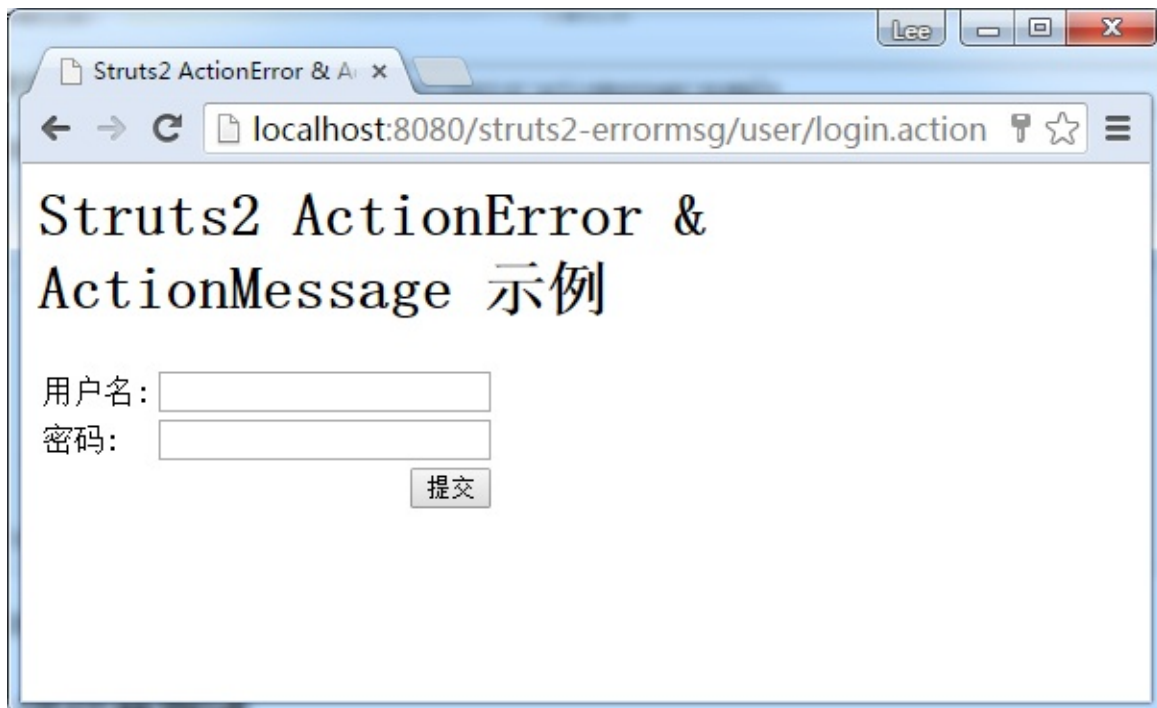 Lee
Struts2 ActionError & A
localhost:8080/struts2-errormsg/user/login.action
Struts2 ActionError &
ActionMessage 示例
用户名:
密码:
提交